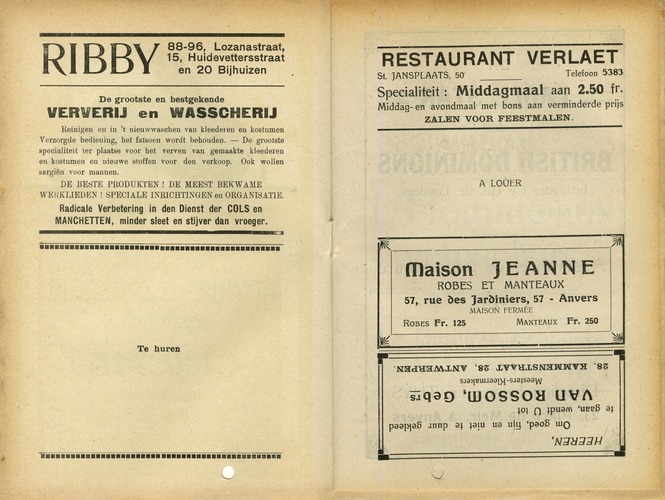 RIBBY
88-96, Lozanastraat,
15, Huidevettersstraat
en 20 Bijhuizen
De grootste en bestgekende
VERVERIJ en WASSCHERIJ
Reinigen en in 't nieuwwaschen van kleederen en kostumen
Verzorgde bediening, het fatsoen wordt behouden. — De grootste
specialiteit ter plaatse voor het verven van gemaakte kleederen
en kostumen en nieuwe stoffen voor den verkoop. Ook wollen
sargiën voor mannen.
DE BESTE PRODUKTEN! DE MEEST BEKWAME
WERKLIEDEN! SPECIALE INRICHTINGEN en ORGANISATIE.
Radicale Verbetering in den Dienst der COLS en
MANCHETTEN, minder sleet en stijver dan vroeger.
Te huren
RESTAURANT VERLAET
St. JANSPLAATS, 50 Telefoon 5383
Specialiteit : Middagmaal aan 2.50 fr.
Middag- en avondmaal met bons aan verminderde prijs
ZALEN VOOR FEESTMALEN.
A LOUER
Maison JEANNE
ROBES ET MANTEAUX
57, rue des Jardiniers, 57 - Anvers
MAISON FERMÉE
ROBES Fr. 125 MANTEAUX Fr. 250
HEEREN,
Om goed, fijn en niet te duur gekleed
te gaan, wendt U tot
VAN ROSSOM, Gebrs
Meesters-Kleermakers
28, KAMMENSTRAAT, 28, ANTWERPEN.